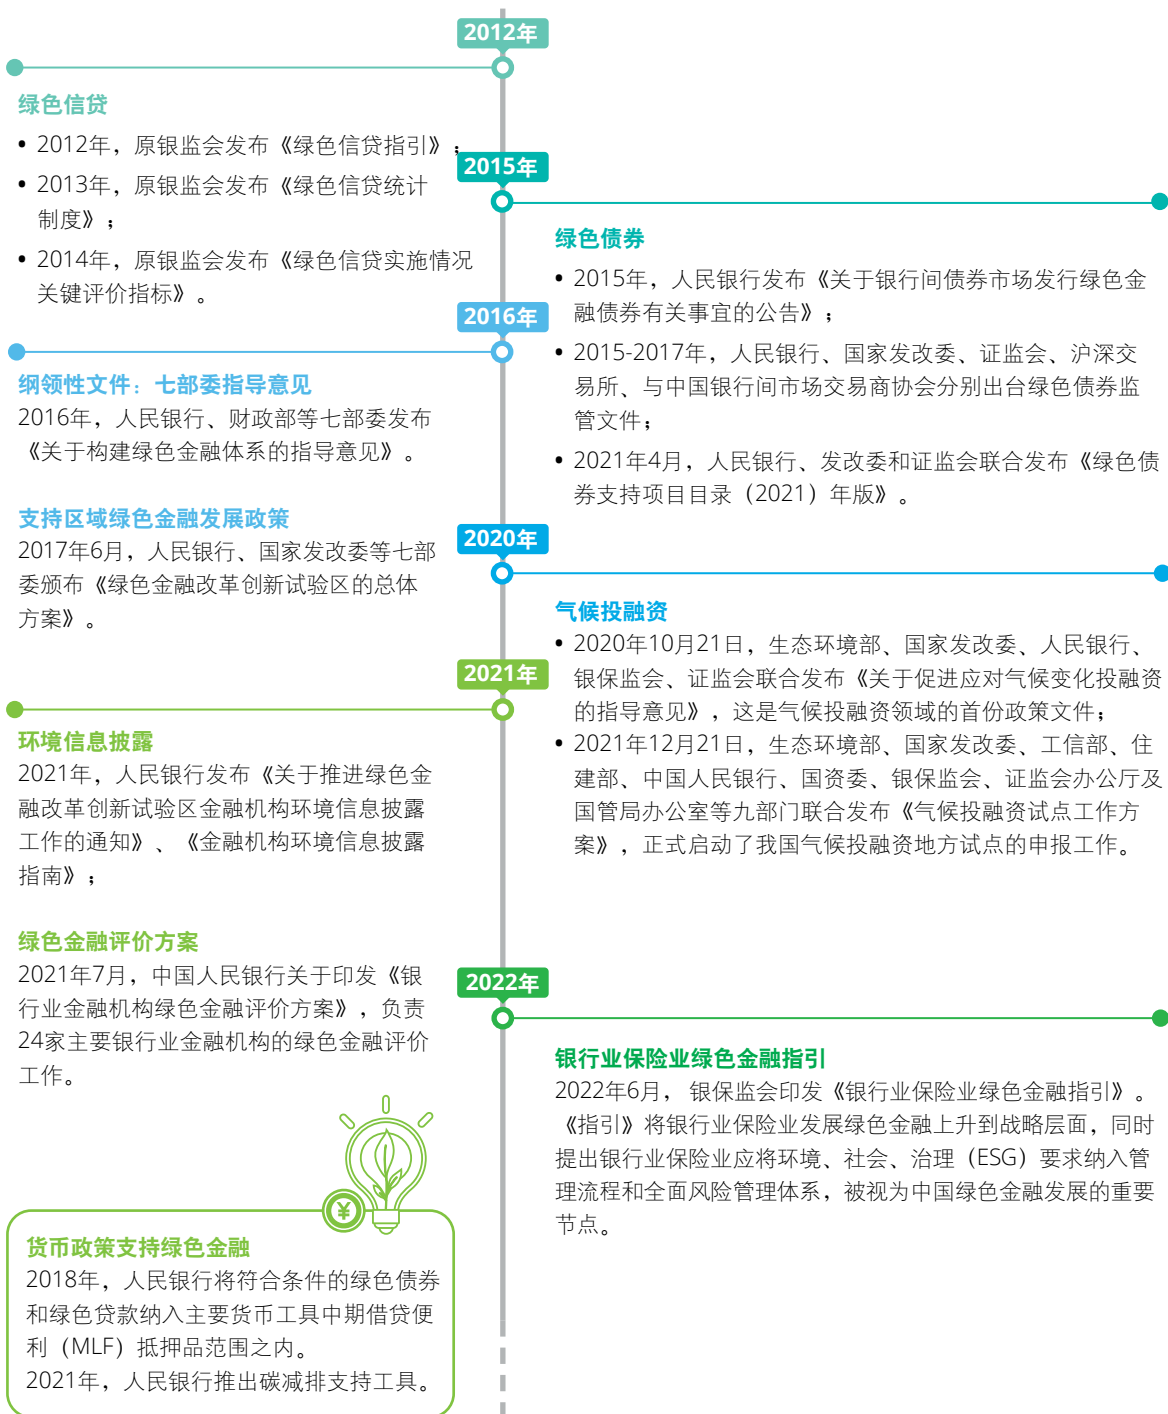 2012年
绿色信贷
• 2012年，原银监会发布《绿色信贷指引》；
• 2013年，原银监会发布《绿色信贷统计
制度》；
• 2014年，原银监会发布《绿色信贷实施情况
关键评价指标》。
2015年
绿色债券
• 2015年，人民银行发布《关于银行间债券市场发行绿色金
融债券有关事宜的公告》；
• 2015-2017年，人民银行、国家发改委、证监会、沪深交
易所、与中国银行间市场交易商协会分别出台绿色债券监
管文件；
• 2021年4月，人民银行、发改委和证监会联合发布《绿色债
券支持项目目录（2021）年版》。
2016年
纲领性文件：七部委指导意见
2016年，人民银行、财政部等七部委发布
《关于构建绿色金融体系的指导意见》。
支持区域绿色金融发展政策
2017年6月，人民银行、国家发改委等七部
委颁布《绿色金融改革创新试验区的总体
方案》。
2020年
气候投融资
• 2020年10月21日，生态环境部、国家发改委、人民银行、
银保监会、证监会联合发布《关于促进应对气候变化投融资
的指导意见》，这是气候投融资领域的首份政策文件；
• 2021年12月21日，生态环境部、国家发改委、工信部、住
建部、中国人民银行、国资委、银保监会、证监会办公厅及
国管局办公室等九部门联合发布《气候投融资试点工作方
案》，正式启动了我国气候投融资地方试点的申报工作。
2021年
环境信息披露
2021年，人民银行发布《关于推进绿色金
融改革创新试验区金融机构环境信息披露
工作的通知》、《金融机构环境信息披露
指南》；
绿色金融评价方案
2021年7月，中国人民银行关于印发《银
行业金融机构绿色金融评价方案》，负责
24家主要银行业金融机构的绿色金融评价
工作。
¥
货币政策支持绿色金融
2018年，人民银行将符合条件的绿色债券
和绿色贷款纳入主要货币工具中期借贷便
利（MLF）抵押品范围之内。
2021年，人民银行推出碳减排支持工具。
2022年
银行业保险业绿色金融指引
2022年6月， 银保监会印发《银行业保险业绿色金融指引》。
《指引》将银行业保险业发展绿色金融上升到战略层面，同时
提出银行业保险业应将环境、社会、治理（ESG）要求纳入管
理流程和全面风险管理体系，被视为中国绿色金融发展的重要
节点。